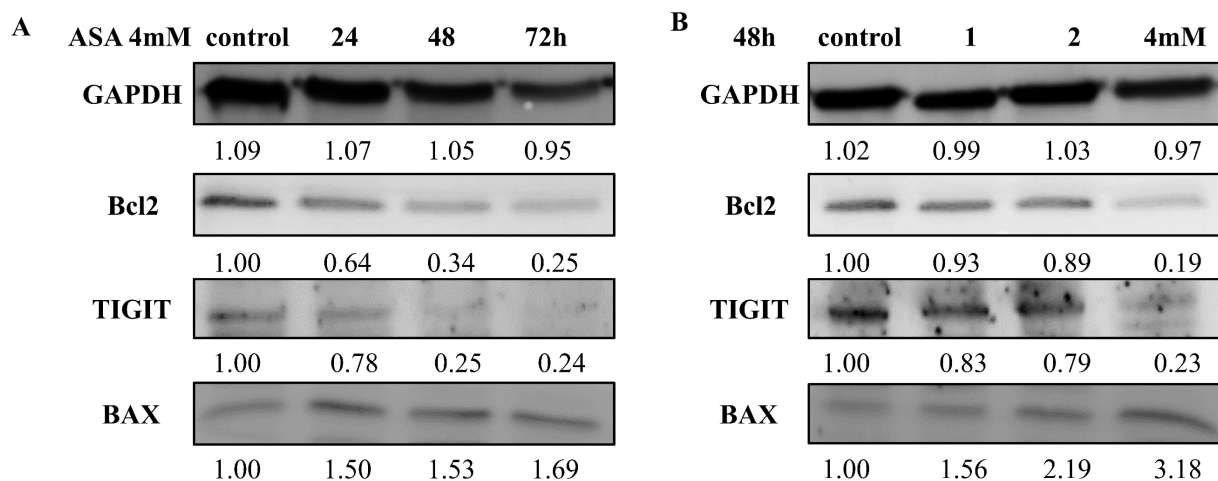 A ASA 4mM control 24 48 72h
GAPDH
1.09 1.07 1.05 0.95
Bcl2
1.00 0.64 0.34 0.25
TIGIT
1.00 0.78 0.25 0.24
BAX
1.00 1.50 1.53 1.69
B 48h control 1 2 4mM
GAPDH
1.02 0.99 1.03 0.97
Bcl2
1.00 0.93 0.89 0.19
TIGIT
1.00 0.83 0.79 0.23
BAX
1.00 1.56 2.19 3.18